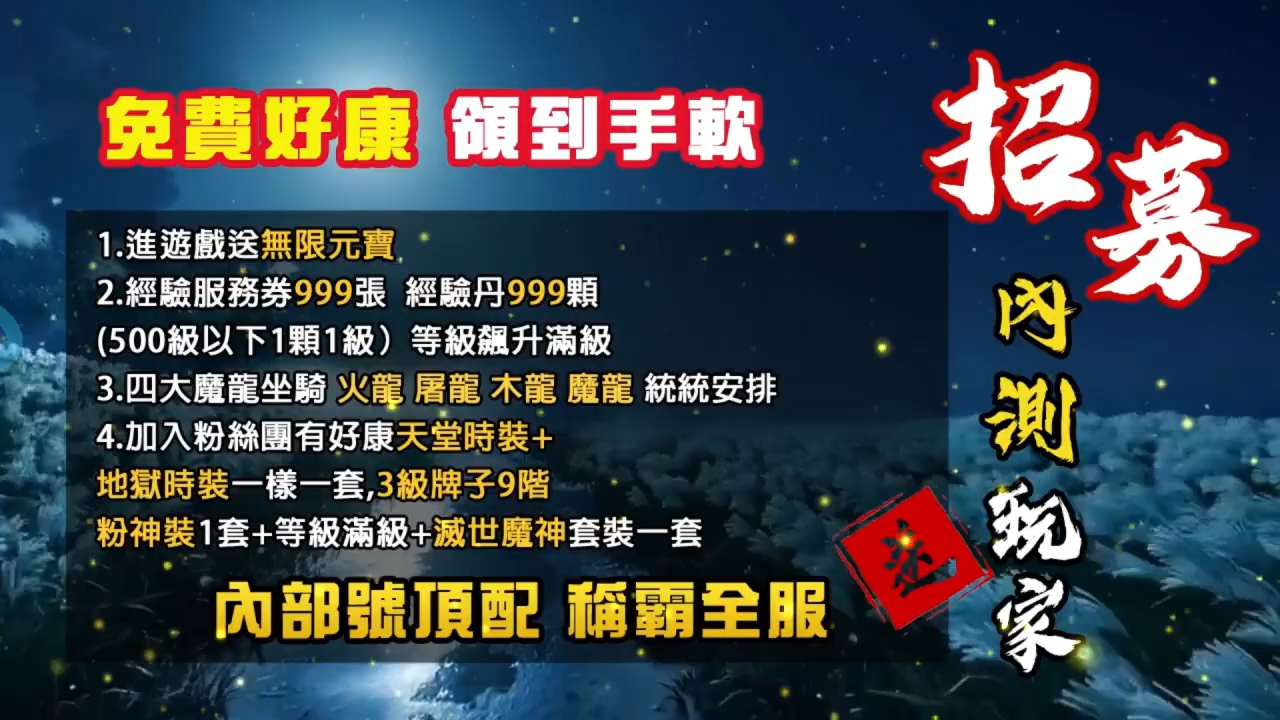 免費好康 領到手軟
招募
內測玩家
1.進遊戲送無限元寶
2.經驗服務券999張 經驗丹999顆
(500級以下1顆1級）等級飆升滿級
3.四大魔龍坐騎 火龍 屠龍 木龍 魔龍 統統安排
4.加入粉絲團有好康天堂時裝+
地獄時裝一樣一套,3級牌子9階
粉神裝1套+等級滿級+滅世魔神套裝一套
送
內部號頂配 稱霸全服